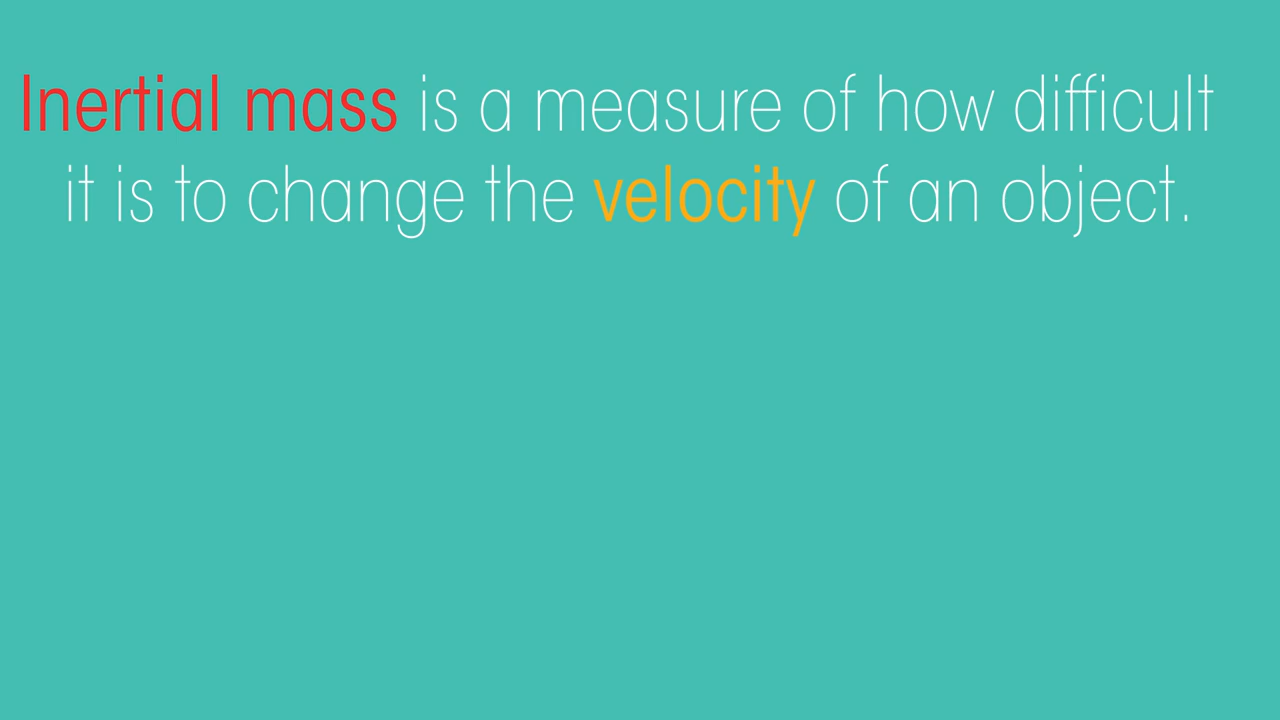 Inertial mass is a measure of how difficult
it is to change the velocity of an object.